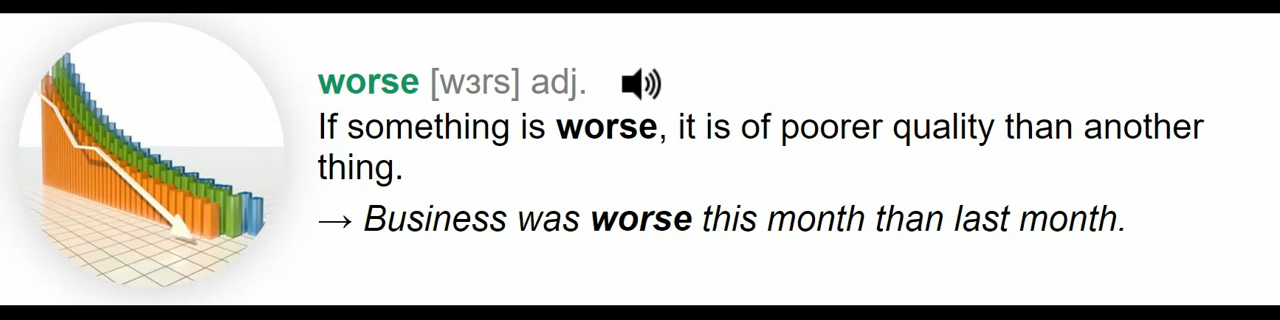 worse [wɜrs] adj.
If something is worse, it is of poorer quality than another
thing.
→ Business was worse this month than last month.